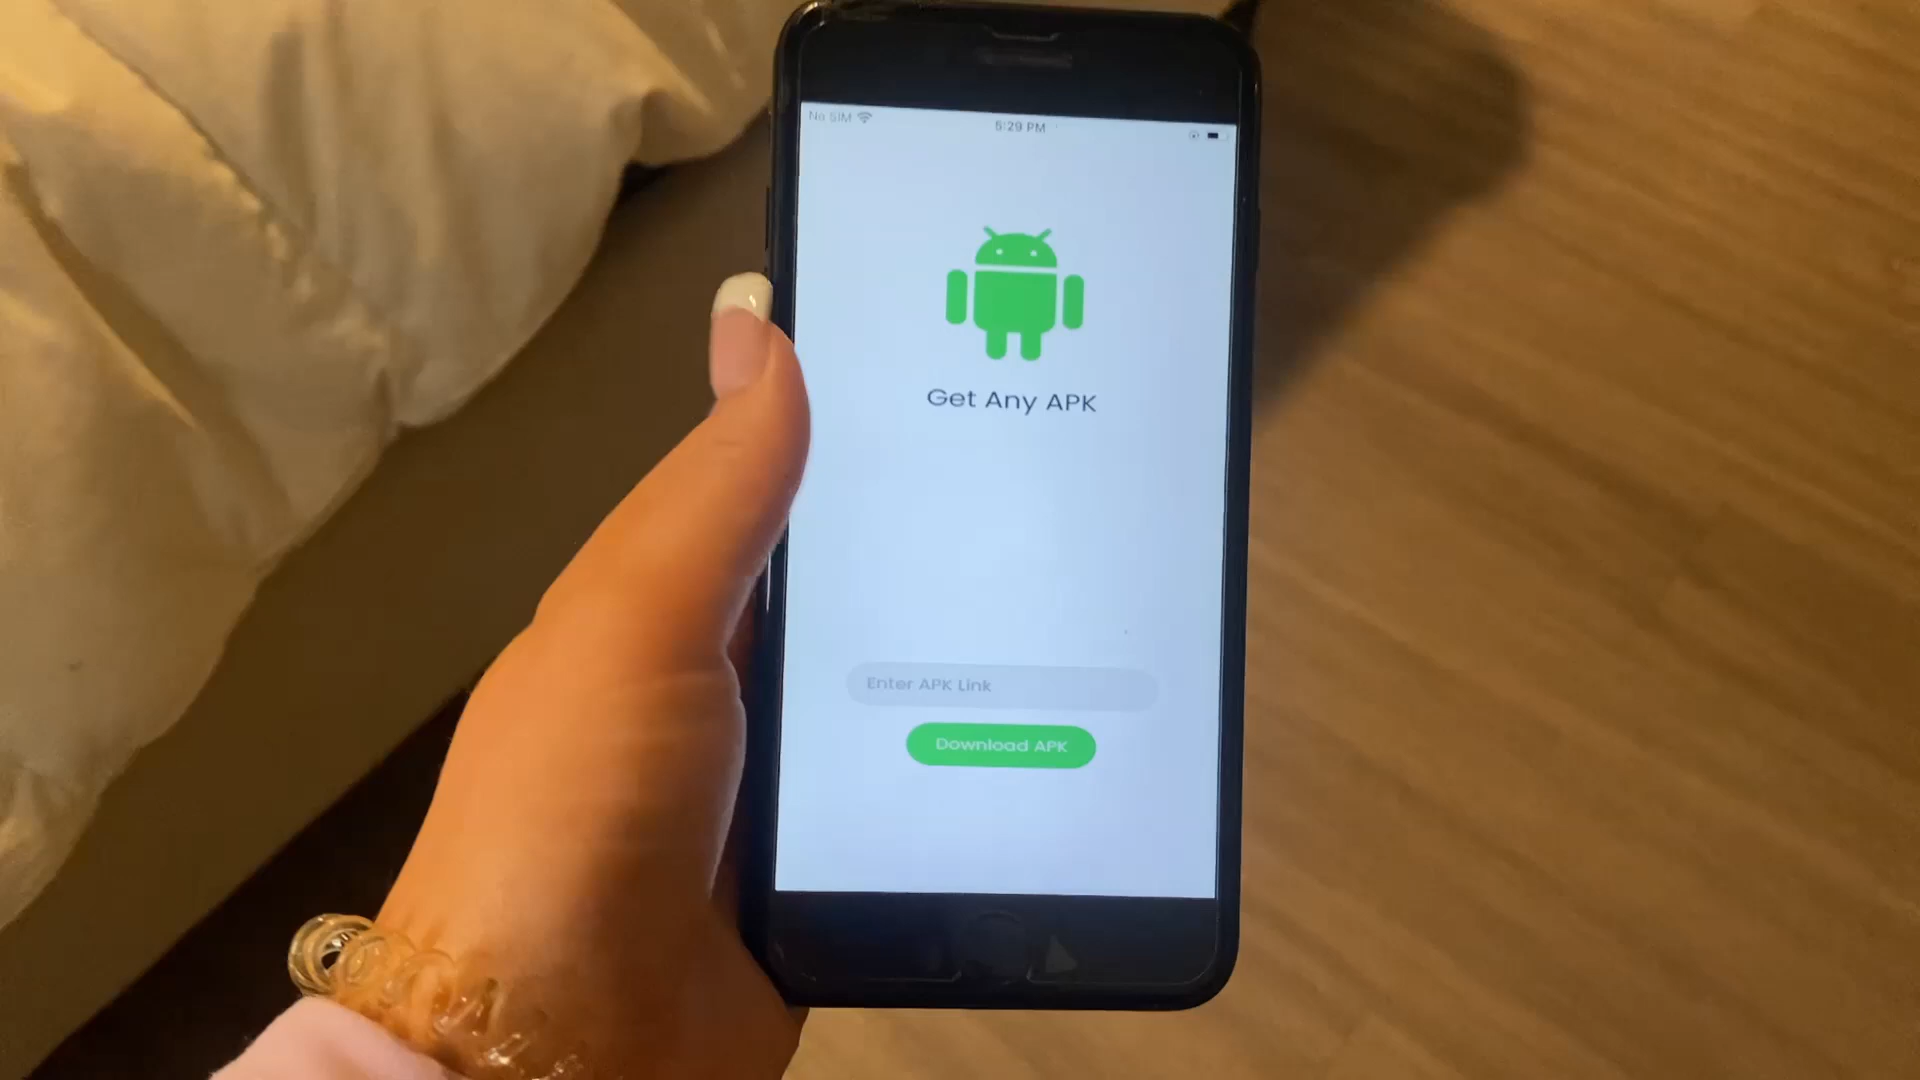 No SIM
5:29 PM
Get Any APK
Enter APK Link
Download APK